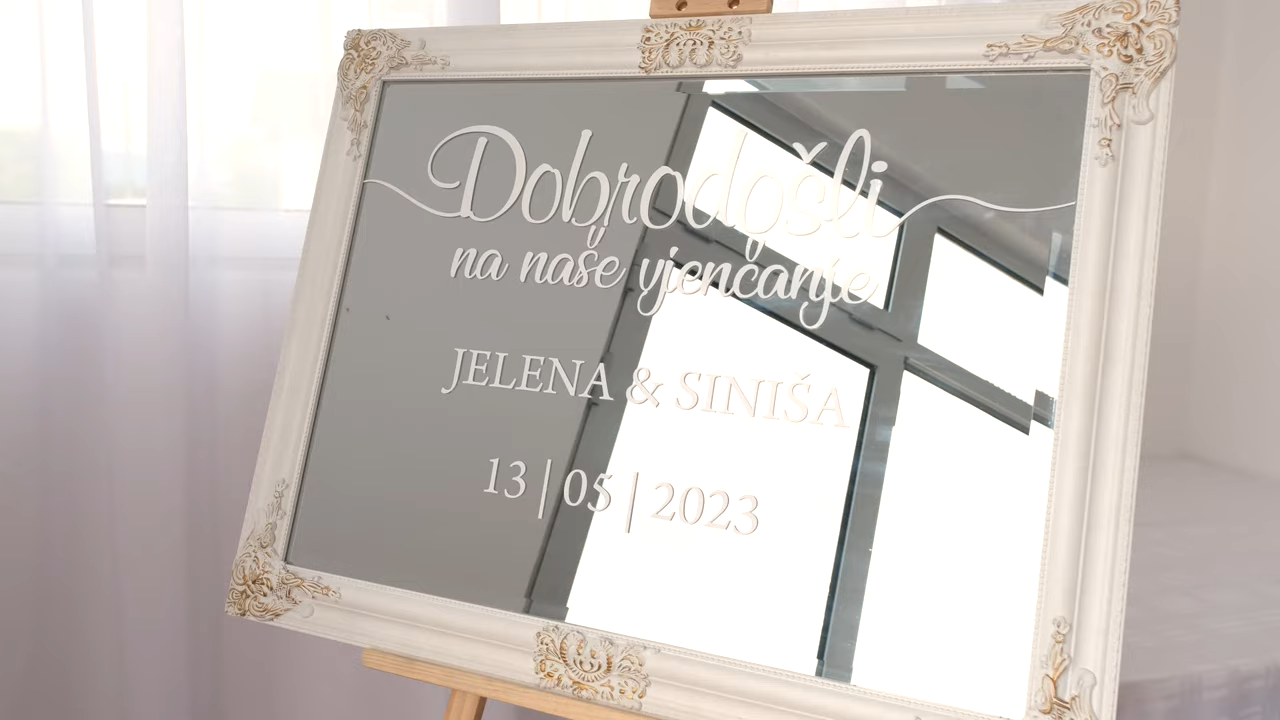 Dobrodošli
na naše vjenčanje
JELENA & SINIŠA
13 | 05 | 2023